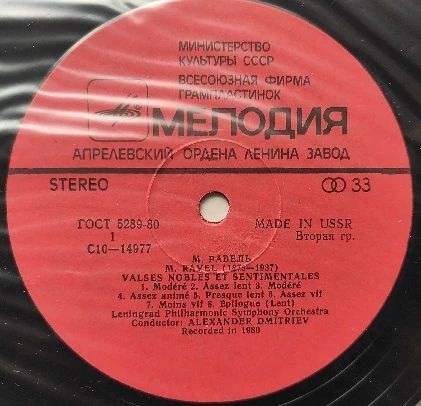 МИНИСТЕРСТВО
КУЛЬТУРЫ СССР
ВСЕСОЮЗНАЯ ФИРМА
ГРАМПЛАСТИНОК
МЕЛОДИЯ
АПРЕЛЕВСКИЙ ОРДЕНА ЛЕНИНА ЗАВОД
STEREO 33
ГОСТ 5289-80 MADE IN USSR
1 Вторая гр.
С10—14977
М. РАВЕЛЬ
M. RAVEL (1875—1937)
VALSES NOBLES ET SENTIMENTALES
1. Modéré 2. Assez lent 3. Modéré
4. Assez animé 5. Presque lent 6. Assez vif
7. Moins vif 8. Epilogue (Lent)
Leningrad Philharmonic Symphony Orchestra
Conductor: ALEXANDER DMITRIEV
Recorded in 1980